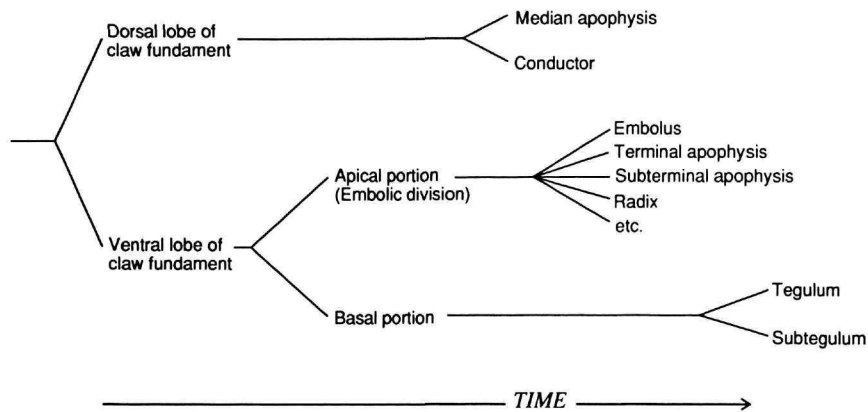 Dorsal lobe of
claw fundament
Median apophysis
Conductor
Embolus
Terminal apophysis
Subterminal apophysis
Radix
etc.
Apical portion
(Embolic division)
Ventral lobe of
claw fundament
Basal portion
Tegulum
Subtegulum
TIME